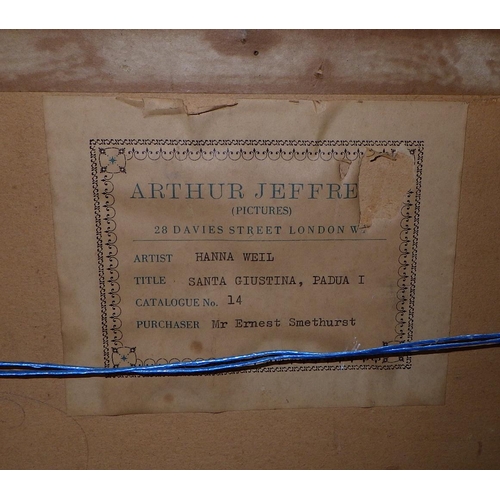 ARTHUR JEFFRE
(PICTURES)
28 DAVIES STREET LONDON W.
ARTIST HANNA WEIL
TITLE SANTA GIUSTINA, PADUA I
CATALOGUE No. 14
PURCHASER Mr Ernest Smethurst